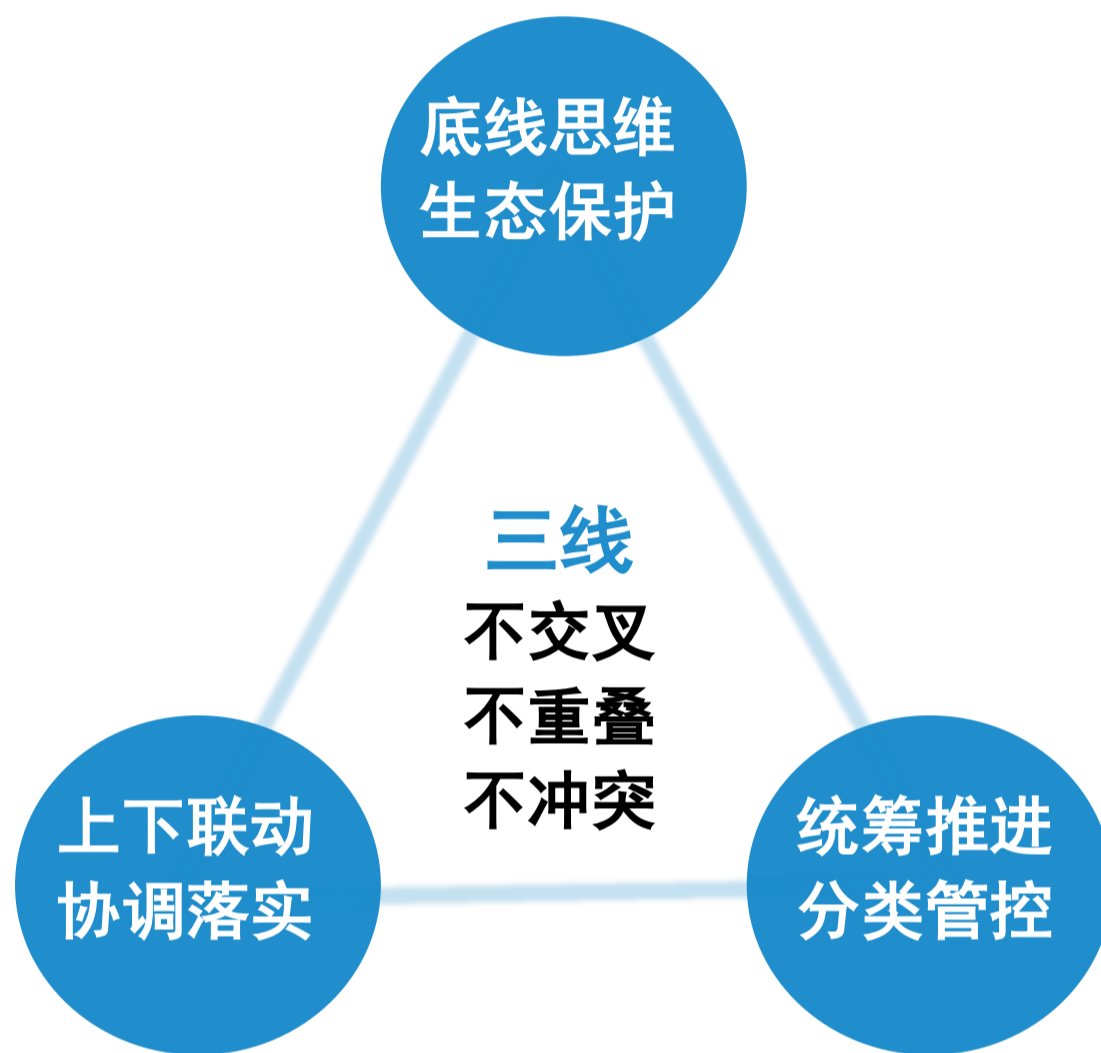 底线思维
生态保护
三线
不交叉
不重叠
不冲突
上下联动
协调落实
统筹推进
分类管控